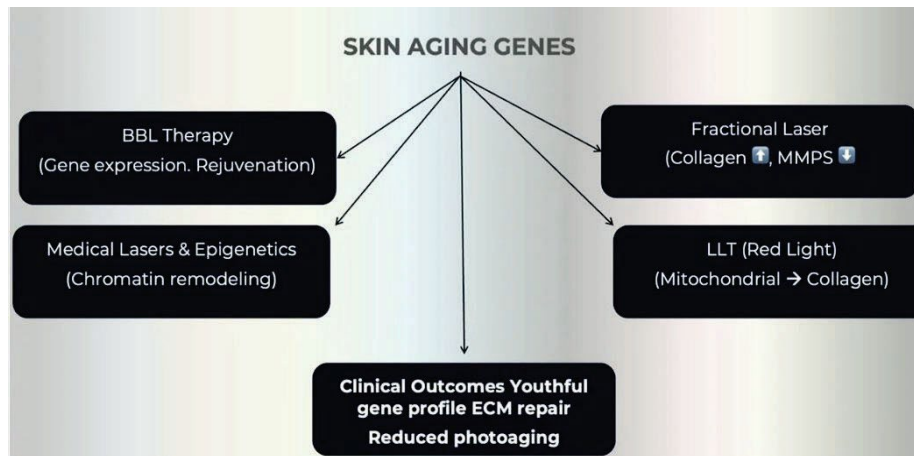 SKIN AGING GENES
BBL Therapy
(Gene expression. Rejuvenation)
Fractional Laser
(Collagen ⬆️, MMPS ⬇️
Medical Lasers & Epigenetics
(Chromatin remodeling)
LLT (Red Light)
(Mitochondrial → Collagen)
Clinical Outcomes Youthful
gene profile ECM repair
Reduced photoaging